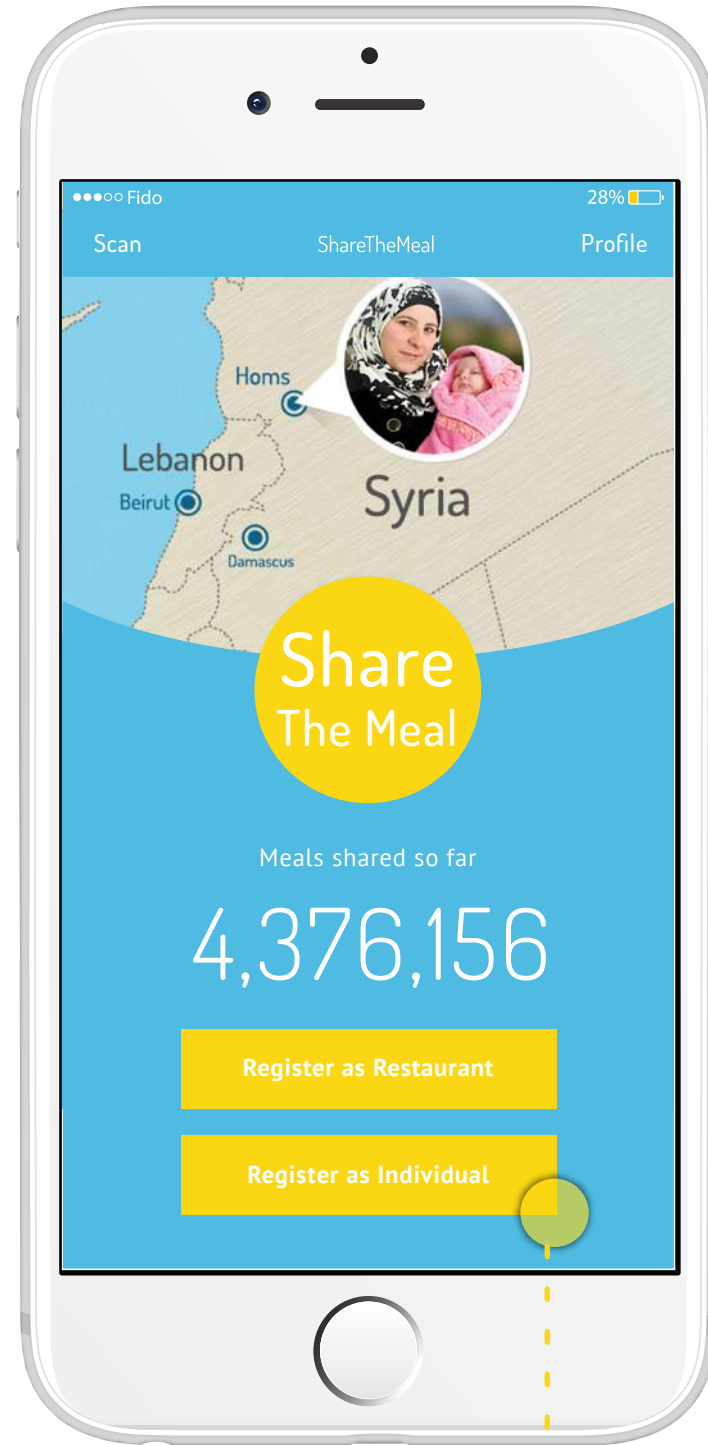 Fido
28%
Scan
ShareTheMeal
Profile
Homs
Lebanon
Beirut
Syria
Damascus
Share
The Meal
Meals shared so far
4,376,156
Register as Restaurant
Register as Individual